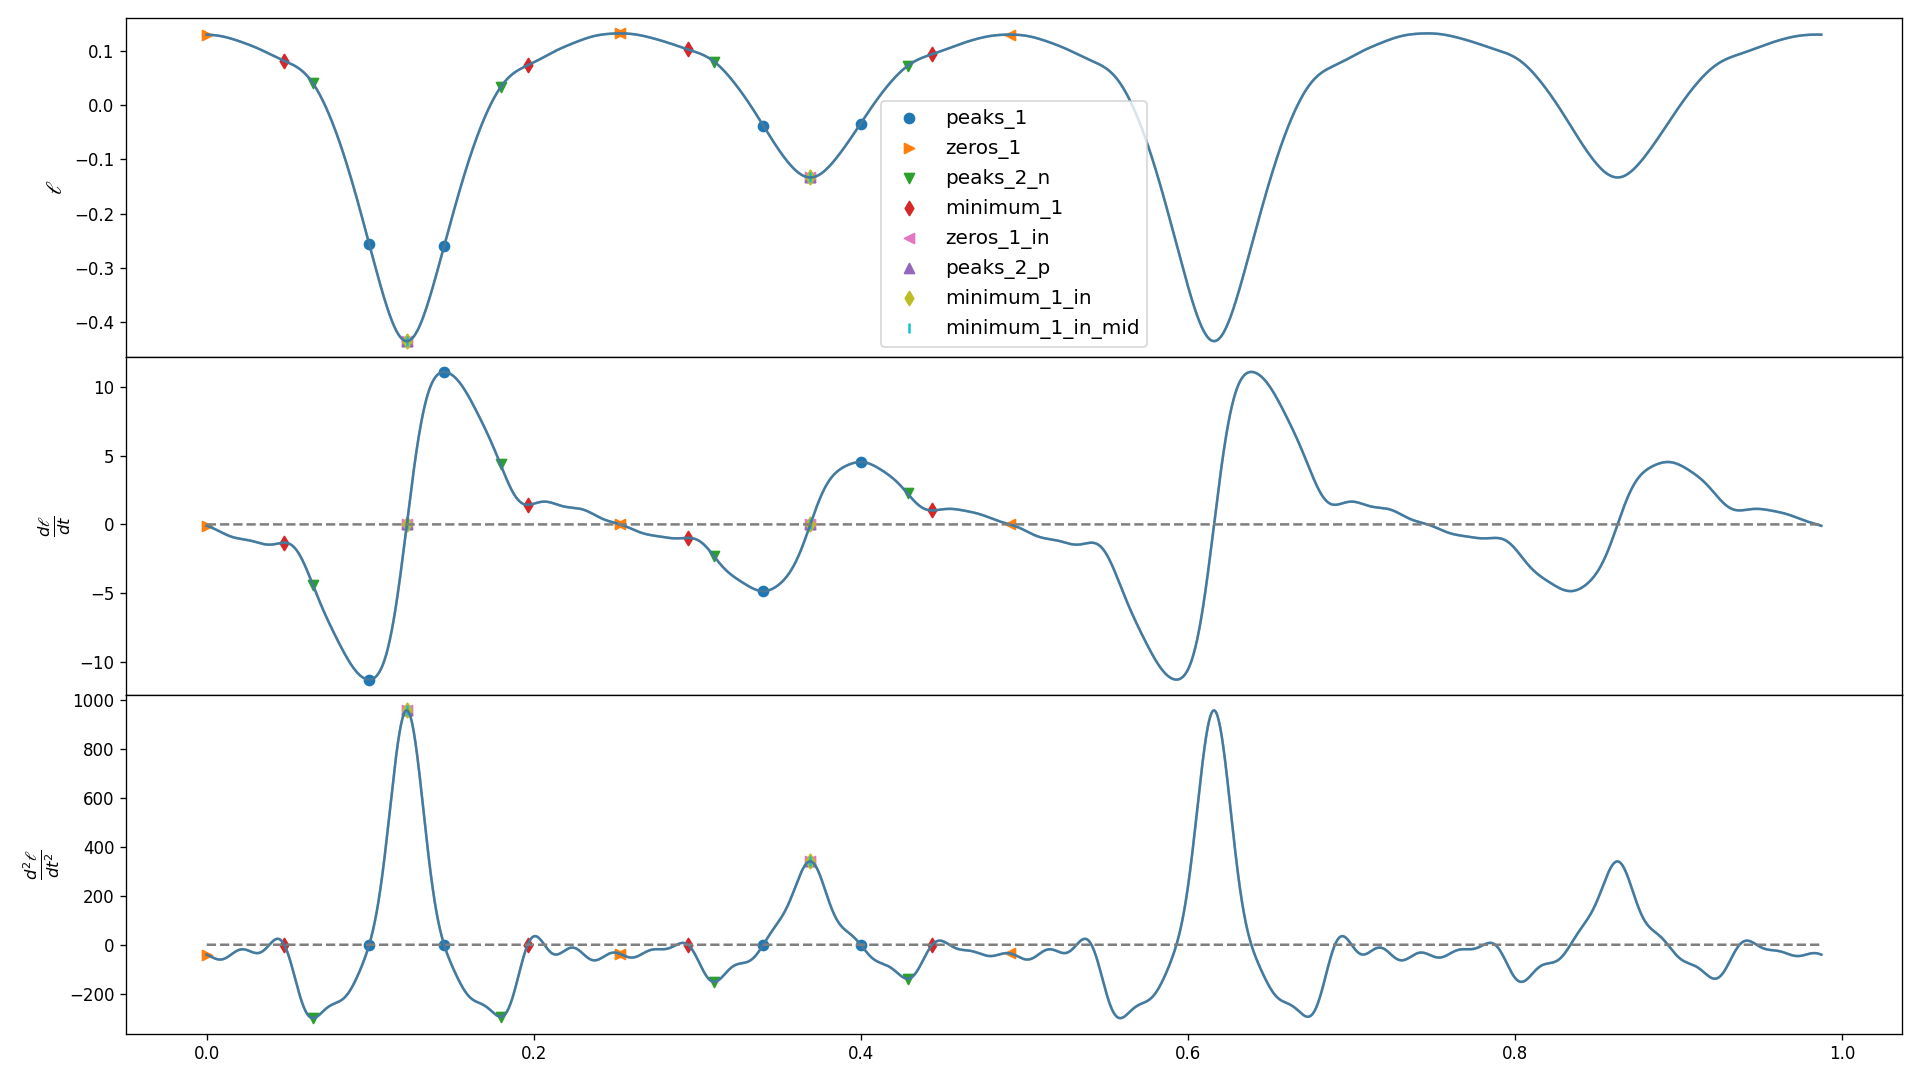 0.1
0.0
−0.1
−0.2
−0.3
−0.4
ℓ
peaks_1
zeros_1
peaks_2_n
minimum_1
zeros_1_in
peaks_2_p
minimum_1_in
minimum_1_in_mid
10
5
0
−5
−10
dℓ
dt
1000
800
600
400
200
0
−200
d²ℓ
dt²
0.0 0.2 0.4 0.6 0.8 1.0